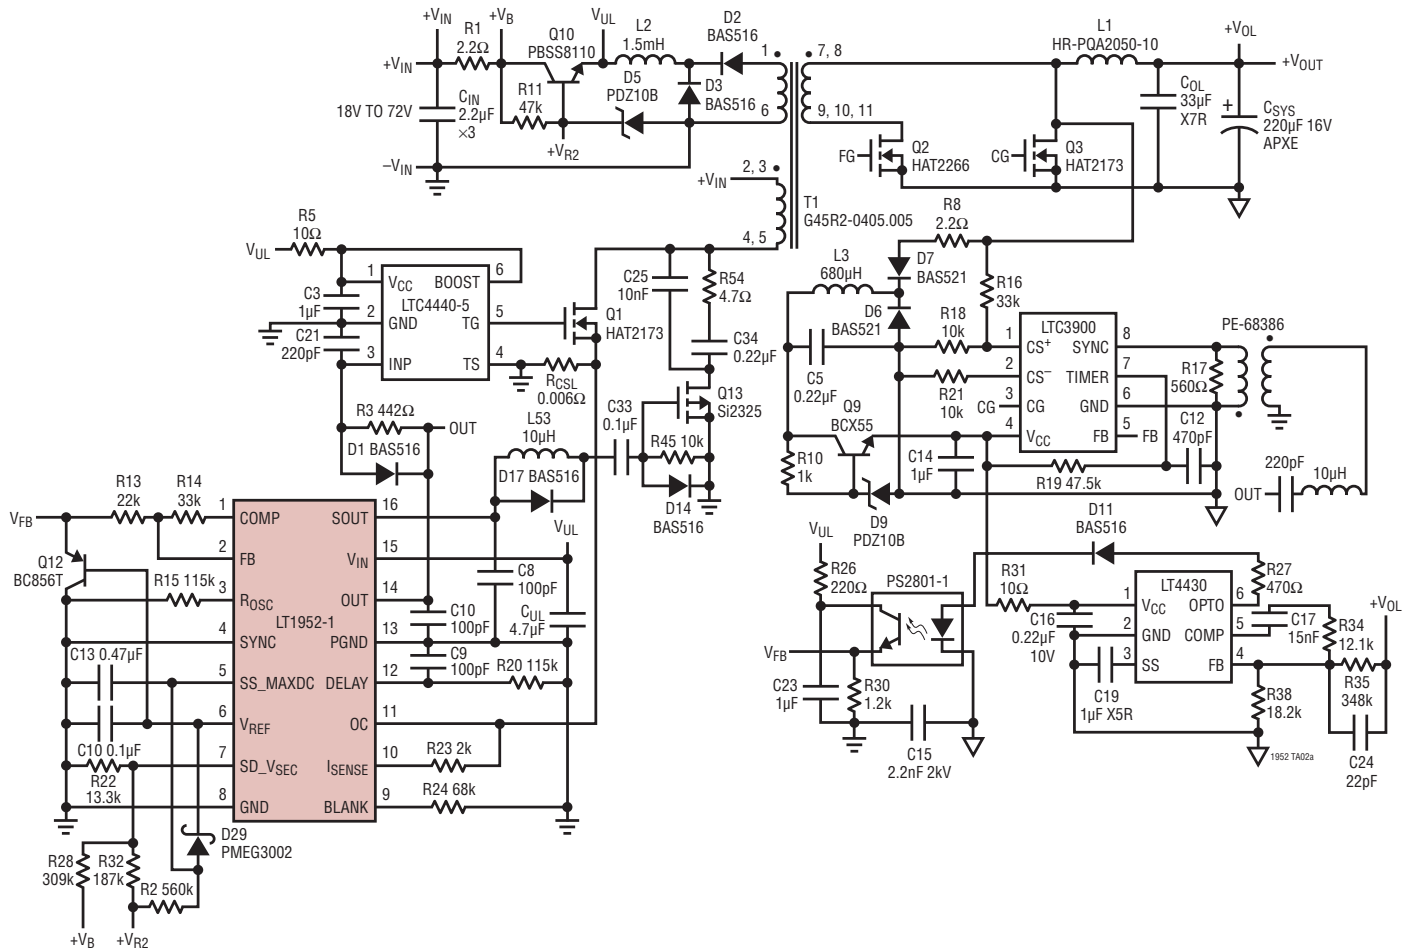 +VIN
R1
2.2Ω
+VB
Q10
PBSS8110
VUL
L2
1.5mH
D2
BAS516
1
7, 8
L1
HR-PQA2050-10
+VOL
+VIN
+VOUT
18V TO 72V
CIN
2.2µF
×3
R11
47k
D5
PDZ10B
D3
BAS516
6
9, 10, 11
COL
33µF
X7R
+
CSYS
220µF 16V
APXE
+VR2
–VIN
FG
Q2
HAT2266
CG
Q3
HAT2173
+VIN
2, 3
T1
G45R2-0405.005
4, 5
R5
10Ω
VUL
R8
2.2Ω
L3
680µH
D7
BAS521
R16
33k
1
VCC
BOOST
6
LTC4440-5
2
GND
TG
5
3
INP
TS
4
C3
1µF
C21
220pF
Q1
HAT2173
C25
10nF
R54
4.7Ω
C34
0.22µF
RCSL
0.006Ω
Q13
Si2325
D6
BAS521
R18
10k
LTC3900
1
CS+
SYNC
8
2
CS–
TIMER
7
3
CG
GND
6
4
VCC
FB
5
CG
FB
PE-68386
R17
560Ω
C5
0.22µF
R21
10k
Q9
BCX55
C12
470pF
R3 442Ω
OUT
D1 BAS516
L53
10µH
C33
0.1µF
R45 10k
D17 BAS516
D14
BAS516
R10
1k
C14
1µF
R19 47.5k
D9
PDZ10B
220pF
10µH
OUT
R13
22k
R14
33k
VFB
Q12
BC856T
R15 115k
C13 0.47µF
C10 0.1µF
R22
13.3k
LT1952-1
1
COMP
SOUT
16
2
FB
VIN
15
3
ROSC
OUT
14
4
SYNC
PGND
13
5
SS_MAXDC
DELAY
12
6
VREF
OC
11
7
SD_VSEC
ISENSE
10
8
GND
BLANK
9
VUL
C8
100pF
C10
100pF
CUL
4.7µF
C9
100pF
R20 115k
R23 2k
R24 68k
D29
PMEG3002
R28
309k
R32
187k
R2 560k
+VB
+VR2
VUL
R26
220Ω
PS2801-1
VFB
C23
1µF
R30
1.2k
C15
2.2nF 2kV
D11
BAS516
R31
10Ω
C16
0.22µF
10V
LT4430
1
VCC
OPTO
6
2
GND
COMP
5
3
SS
FB
4
R27
470Ω
C17
15nF
R34
12.1k
+VOL
C19
1µF X5R
R38
18.2k
R35
348k
C24
22pF
1952 TA02a